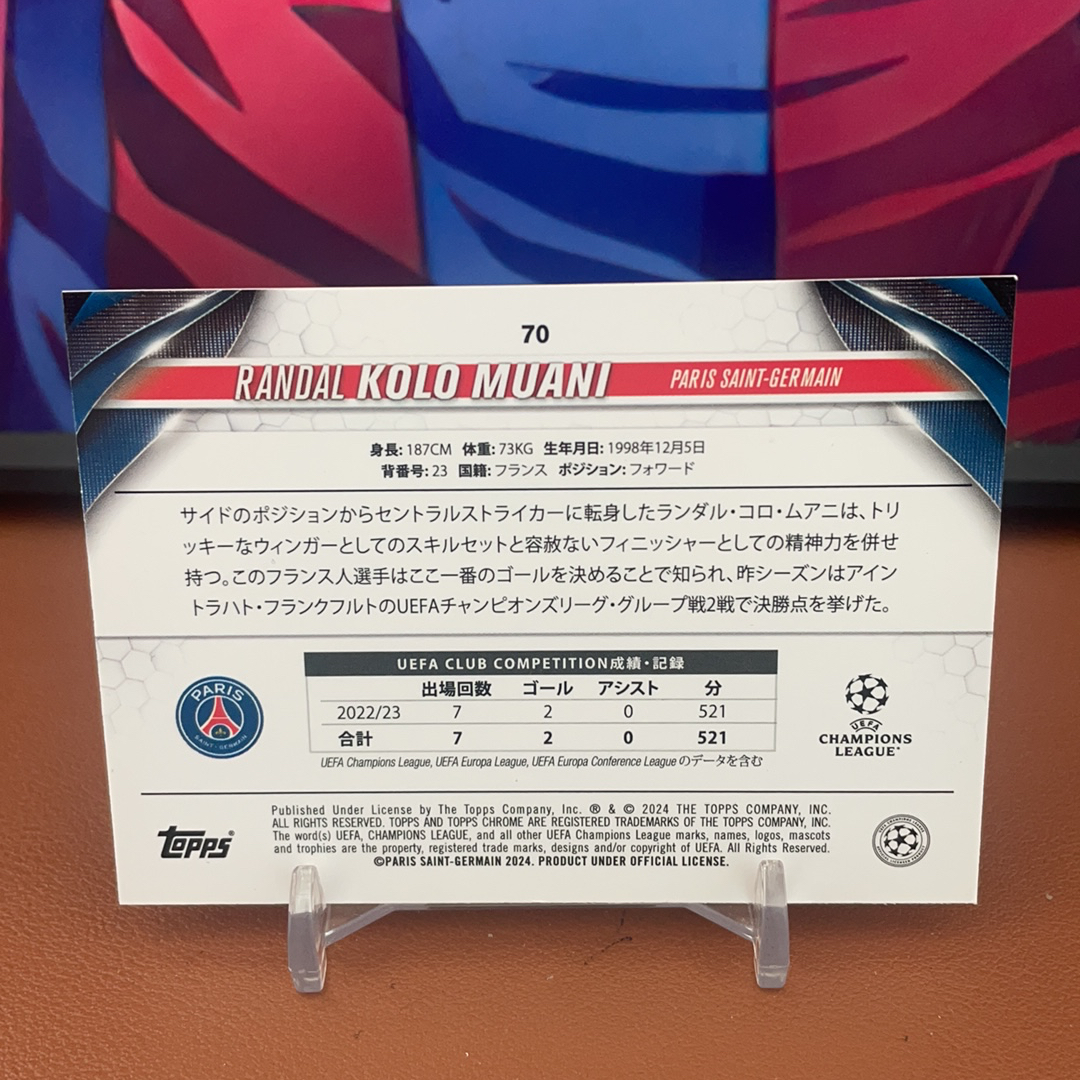 70
RANDAL KOLO MUANI PARIS SAINT-GERMAIN
身長: 187CM 体重: 73KG 生年月日: 1998年12月5日
背番号: 23 国籍: フランス ポジション: フォワード
サイドのポジションからセントラルストライカーに転身したランダル・コロ・ムアニは、トリ
ッキーなウィンガーとしてのスキルセットと容赦ないフィニッシャーとしての精神力を併せ
持つ。このフランス人選手はここ一番のゴールを決めることで知られ、昨シーズンはアイン
トラハト・フランクフルトのUEFAチャンピオンズリーグ・グループ戦2戦で決勝点を挙げた。
UEFA CLUB COMPETITION成績・記録
出場回数 ゴール アシスト 分
2022/23 7 2 0 521
合計 7 2 0 521
UEFA Champions League, UEFA Europa League, UEFA Europa Conference League のデータを含む
PARIS
SAINT-GERMAIN
UEFA
CHAMPIONS
LEAGUE
Published Under License by The Topps Company, Inc. ® & © 2024 THE TOPPS COMPANY, INC.
ALL RIGHTS RESERVED. TOPPS AND TOPPS CHROME ARE REGISTERED TRADEMARKS OF THE TOPPS COMPANY, INC.
The word(s) UEFA, CHAMPIONS LEAGUE, and all other UEFA Champions League marks, names, logos, mascots
and trophies are the property, registered trade marks, designs and/or copyright of UEFA. All Rights Reserved.
©PARIS SAINT-GERMAIN 2024. PRODUCT UNDER OFFICIAL LICENSE.
topps®